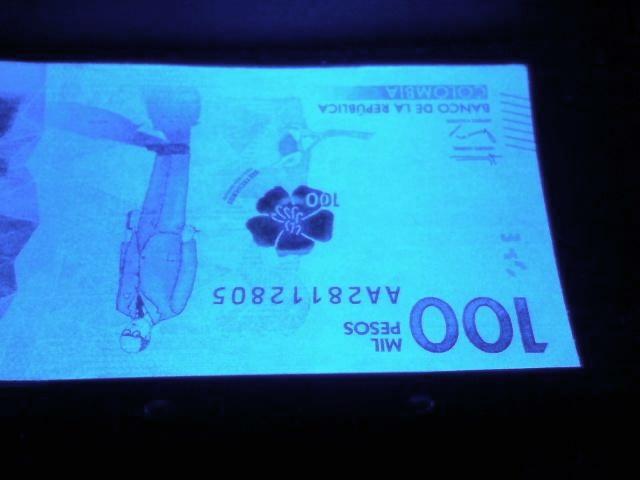 COLOMBIA
BANCO DE LA REPÚBLICA
100
AA28112805
100
MIL
PESOS